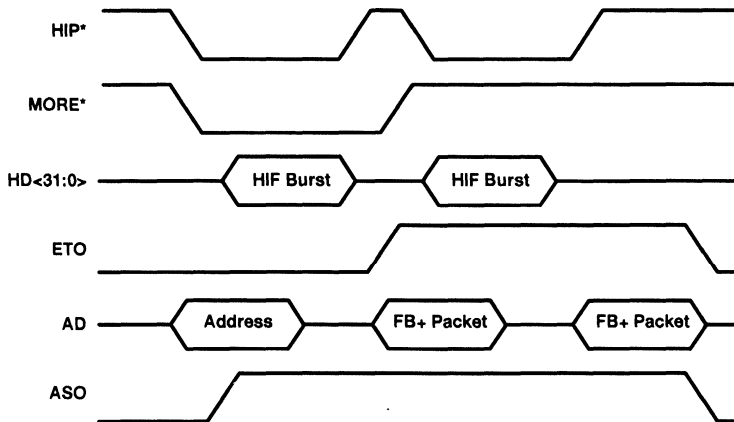 HIP*
MORE*
HD<31:0>
HIF Burst HIF Burst
ETO
AD
Address FB+ Packet FB+ Packet
ASO